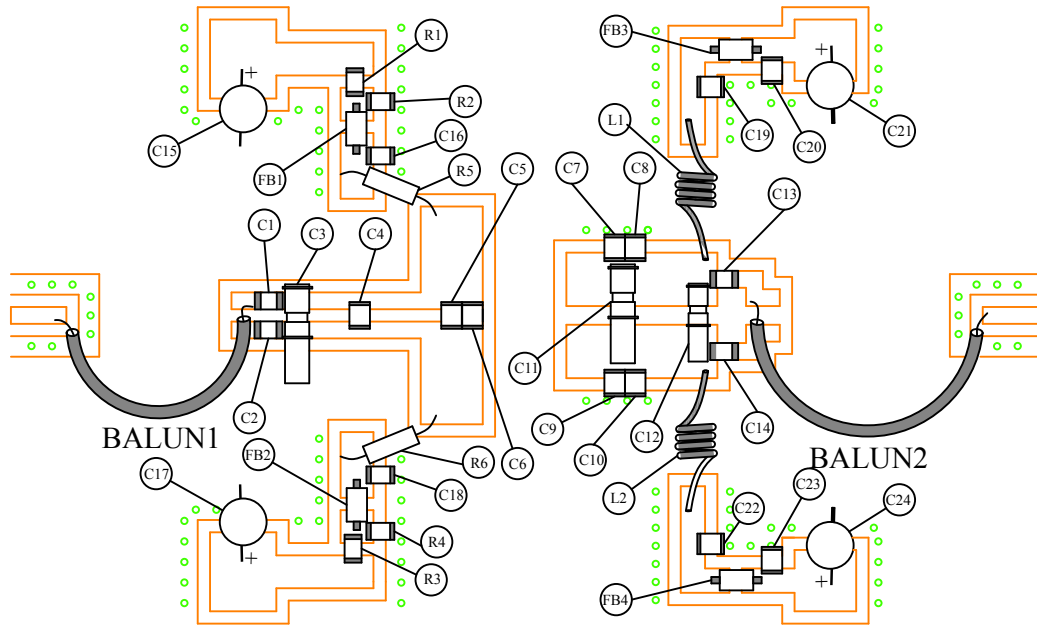 R1
FB3
R2
L1
C15
C16
C19
C20
C21
FB1
R5
C5
C7
C8
C13
C1
C3
C4
C11
C2
C9
C10
C12
C14
BALUN1
FB2
R6
C6
BALUN2
C17
C18
L2
C22
C23
C24
R4
R3
FB4
+
+
+
+